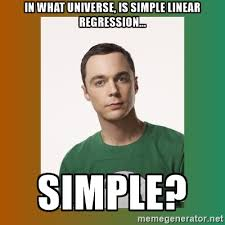 IN WHAT UNIVERSE, IS SIMPLE LINEAR
REGRESSION...
SIMPLE?
memegenerator.net